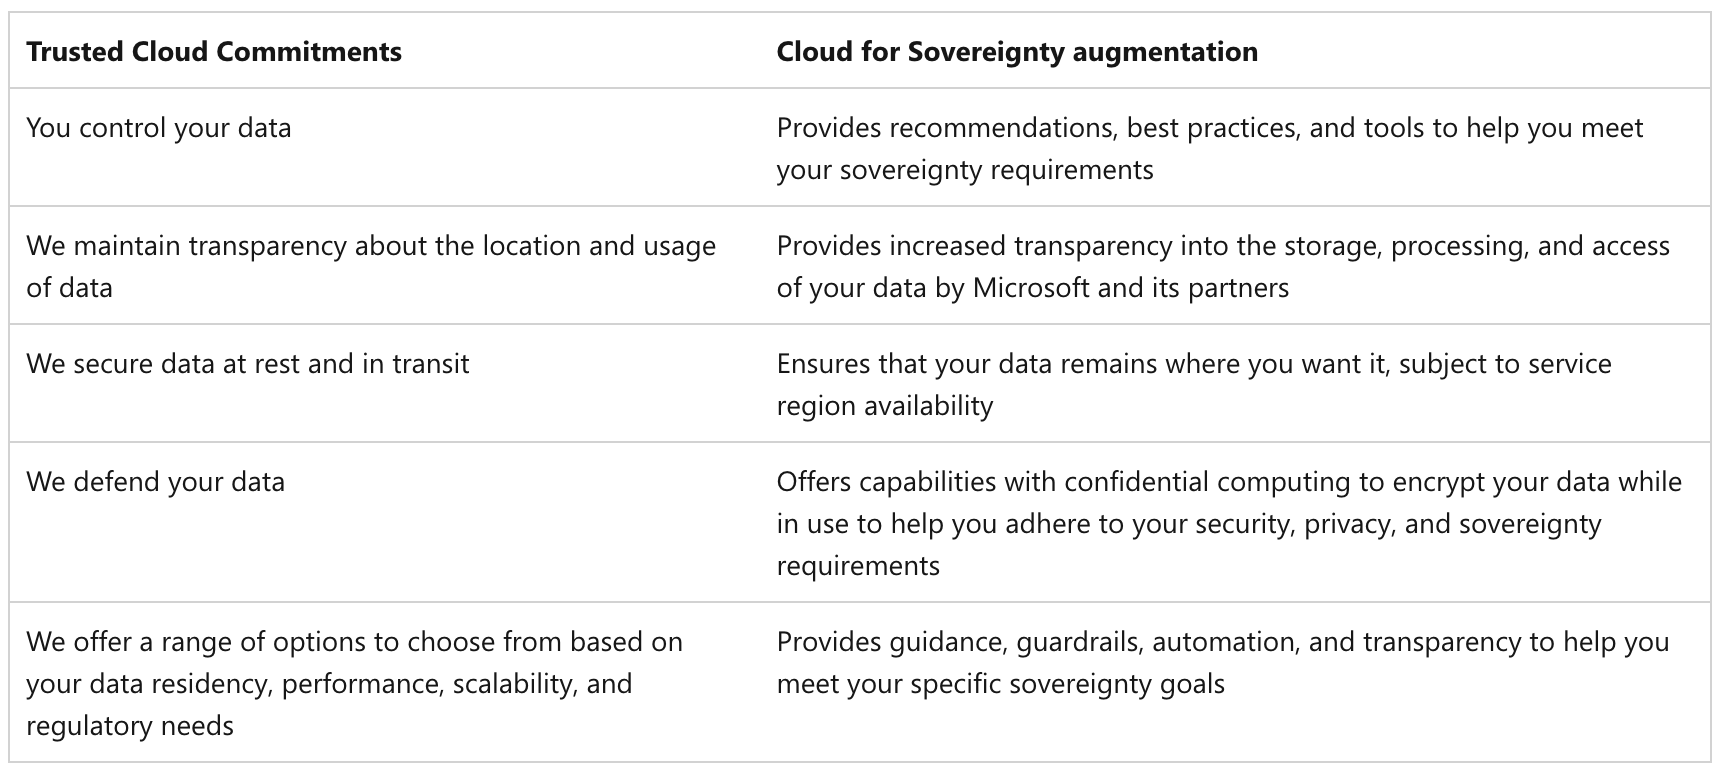 Trusted Cloud Commitments
Cloud for Sovereignty augmentation
You control your data
Provides recommendations, best practices, and tools to help you meet
your sovereignty requirements
We maintain transparency about the location and usage
of data
Provides increased transparency into the storage, processing, and access
of your data by Microsoft and its partners
We secure data at rest and in transit
Ensures that your data remains where you want it, subject to service
region availability
We defend your data
Offers capabilities with confidential computing to encrypt your data while
in use to help you adhere to your security, privacy, and sovereignty
requirements
We offer a range of options to choose from based on
your data residency, performance, scalability, and
regulatory needs
Provides guidance, guardrails, automation, and transparency to help you
meet your specific sovereignty goals